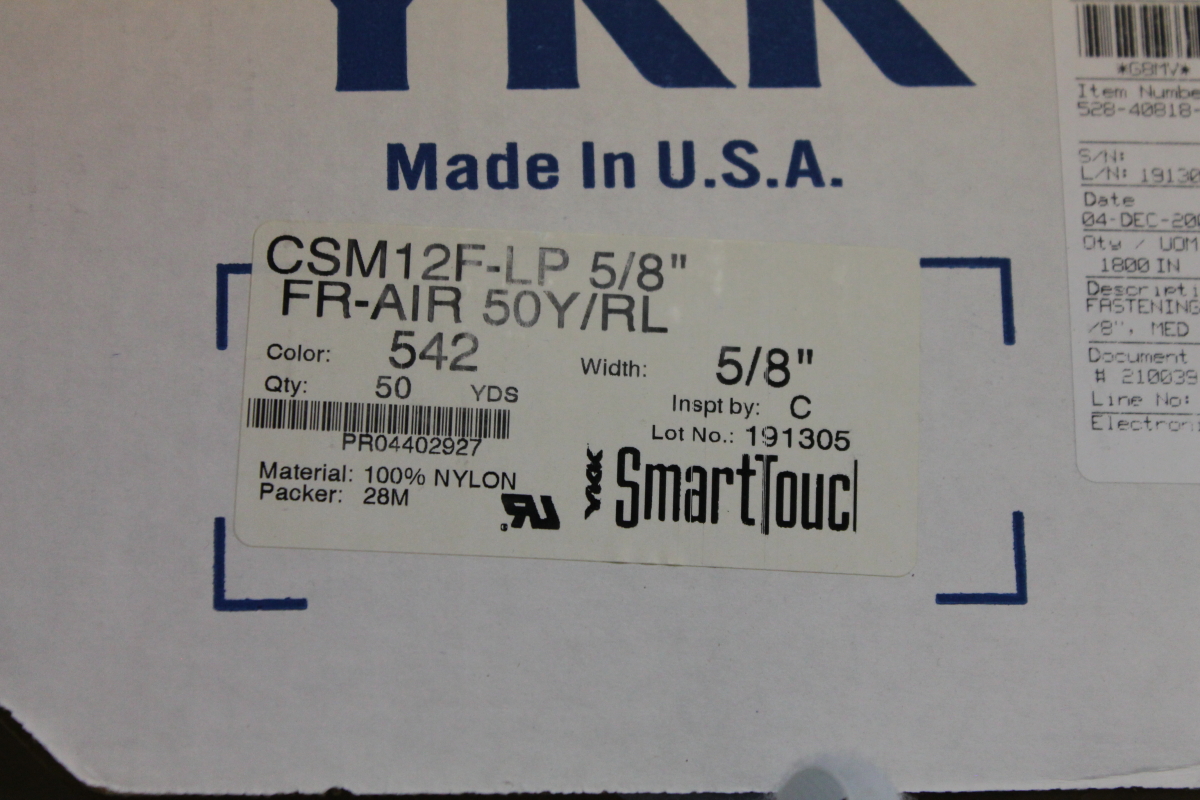 YKK
Made In U.S.A.
CSM12F-LP 5/8"
FR-AIR 50Y/RL
Color: 542 Width: 5/8"
Qty: 50 YDS Inspt by: C
PR04402927 Lot No.: 191305
Material: 100% NYLON
Packer: 28M
YKK SmartTouc
*G8MV*
Item Numbe
528-40818-
S/N:
L/N: 19130
Date
04-DEC-200
Qty / UOM
1800 IN
Descripti
FASTENING
/8", MED
Document
# 210039
Line No:
Electron